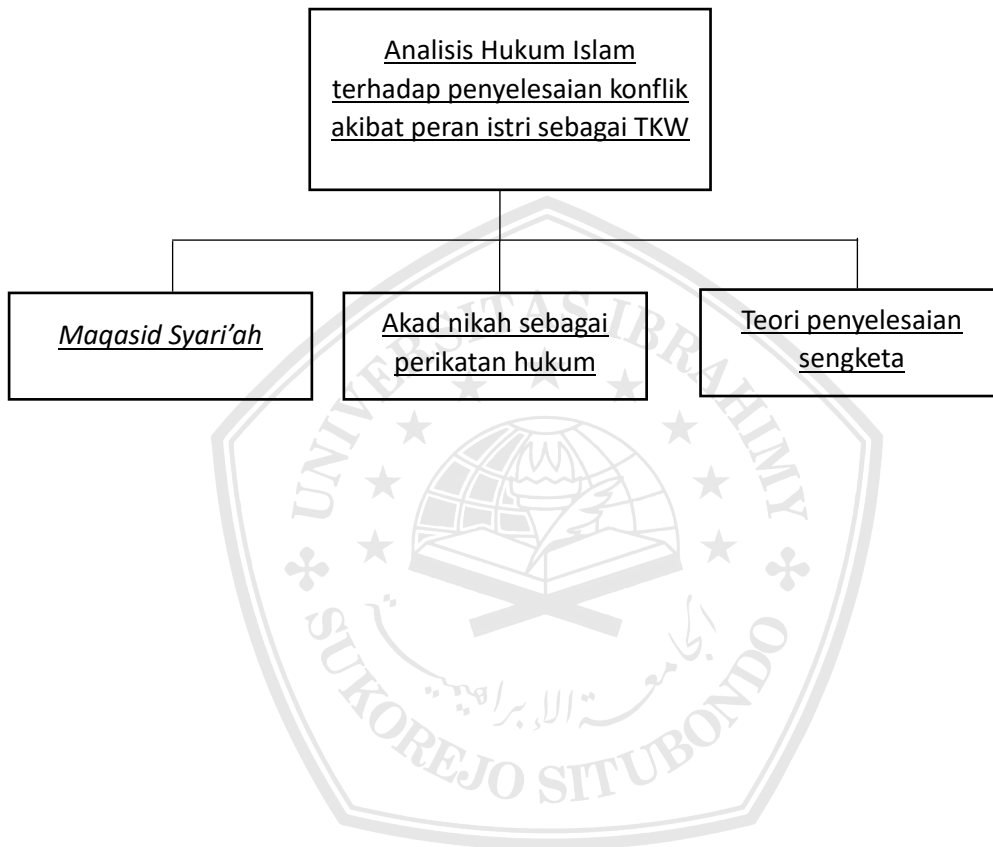 Analisis Hukum Islam
terhadap penyelesaian konflik
akibat peran istri sebagai TKW
Maqasid Syari'ah
Akad nikah sebagai
perikatan hukum
Teori penyelesaian
sengketa
UNIVERSITAS IBRAHIMY
SUKOREJO SITUBONDO